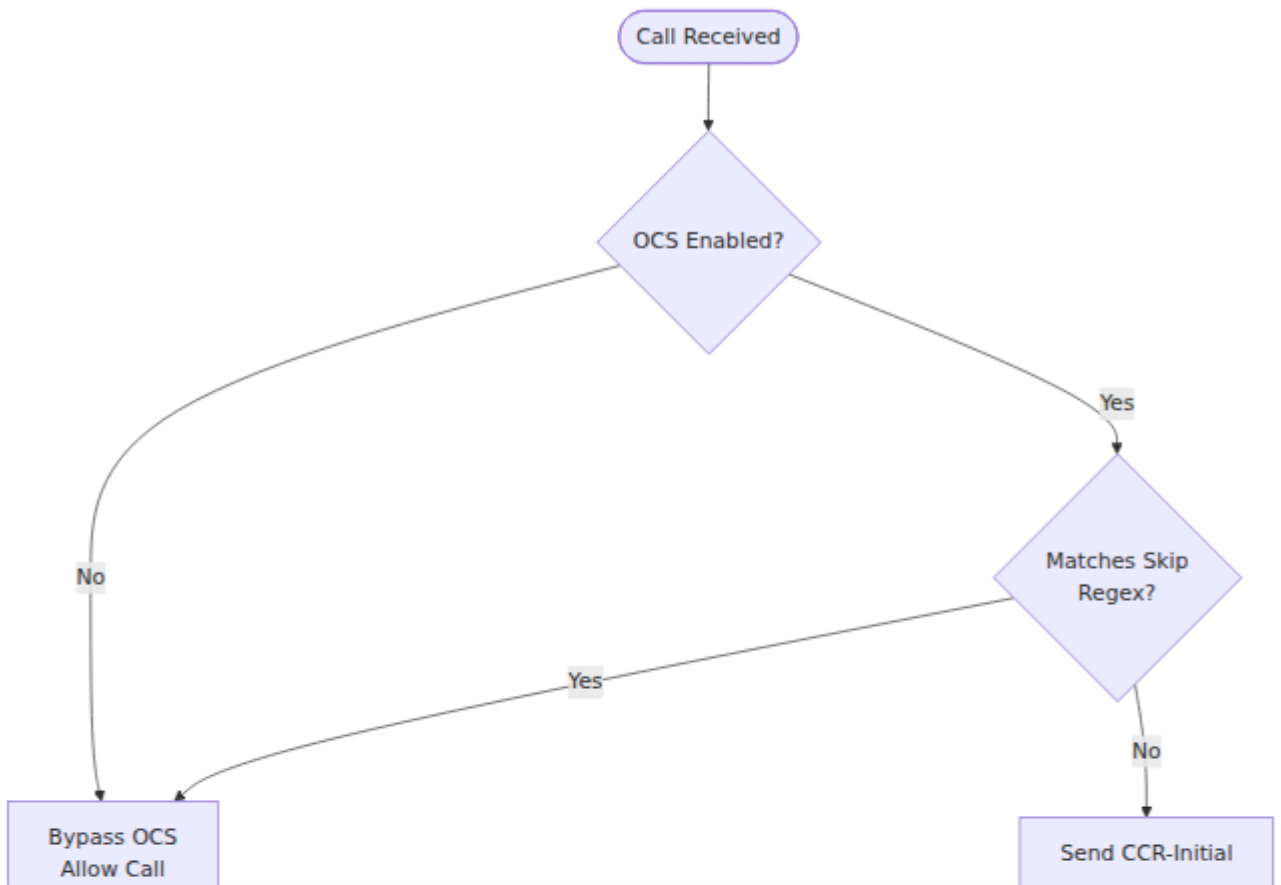 Call Received
OCS Enabled?
Yes
Matches Skip
Regex?
No
Yes
No
Bypass OCS
Allow Call
Send CCR-Initial